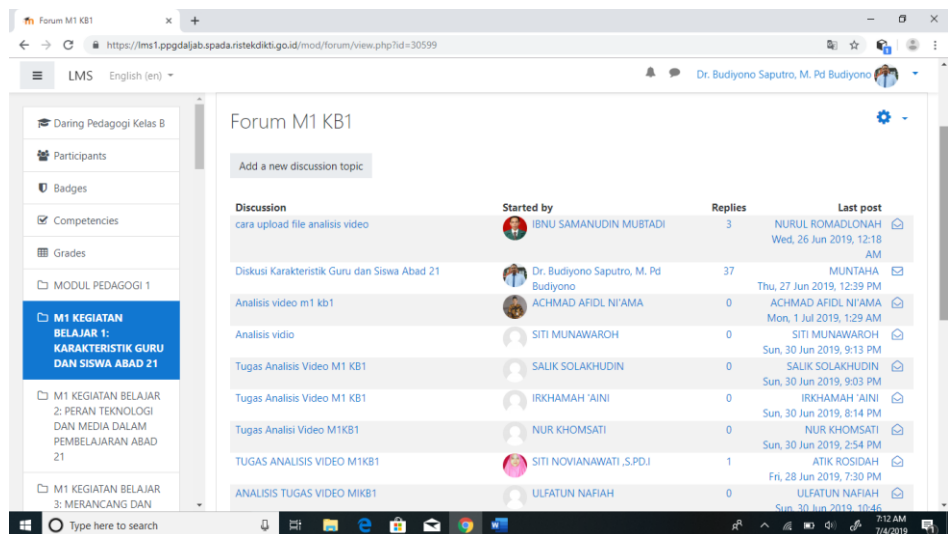 Forum M1 KB1
https://lms1.ppgdaljab.spada.ristekdikti.go.id/mod/forum/view.php?id=30599
LMS English (en)
Dr. Budiyono Saputro, M. Pd Budiyono
Daring Pedagogi Kelas B
Participants
Badges
Competencies
Grades
MODUL PEDAGOGI 1
M1 KEGIATAN
BELAJAR 1:
KARAKTERISTIK GURU
DAN SISWA ABAD 21
M1 KEGIATAN BELAJAR
2: PERAN TEKNOLOGI
DAN MEDIA DALAM
PEMBELAJARAN ABAD
21
M1 KEGIATAN BELAJAR
3: MERANCANG DAN
Forum M1 KB1
Add a new discussion topic
Discussion Started by Replies Last post
cara upload file analisis video IBNU SAMANUDIN MUBTADI 3 NURUL ROMADLONAH
Wed, 26 Jun 2019, 12:18
AM
Diskusi Karakteristik Guru dan Siswa Abad 21 Dr. Budiyono Saputro, M. Pd 37 MUNTAHA
Budiyono Thu, 27 Jun 2019, 12:39 PM
Analisis video m1 kb1 ACHMAD AFIDL NI'AMA 0 ACHMAD AFIDL NI'AMA
Mon, 1 Jul 2019, 1:29 AM
Analisis vidio SITI MUNAWAROH 0 SITI MUNAWAROH
Sun, 30 Jun 2019, 9:13 PM
Tugas Analisis Video M1 KB1 SALIK SOLAKHUDIN 0 SALIK SOLAKHUDIN
Sun, 30 Jun 2019, 9:03 PM
Tugas Analisis Video M1 KB1 IRKHAMAH 'AINI 0 IRKHAMAH 'AINI
Sun, 30 Jun 2019, 8:14 PM
Tugas Analisi Video M1KB1 NUR KHOMSATI 0 NUR KHOMSATI
Sun, 30 Jun 2019, 2:54 PM
TUGAS ANALISIS VIDEO M1KB1 SITI NOVIANAWATI ,S.PD.I 1 ATIK ROSIDAH
Fri, 28 Jun 2019, 7:30 PM
ANALISIS TUGAS VIDEO MIKB1 ULFATUN NAFIAH 0 ULFATUN NAFIAH
Sun, 30 Jun 2019, 10:46
Type here to search
7:12 AM
7/4/2019